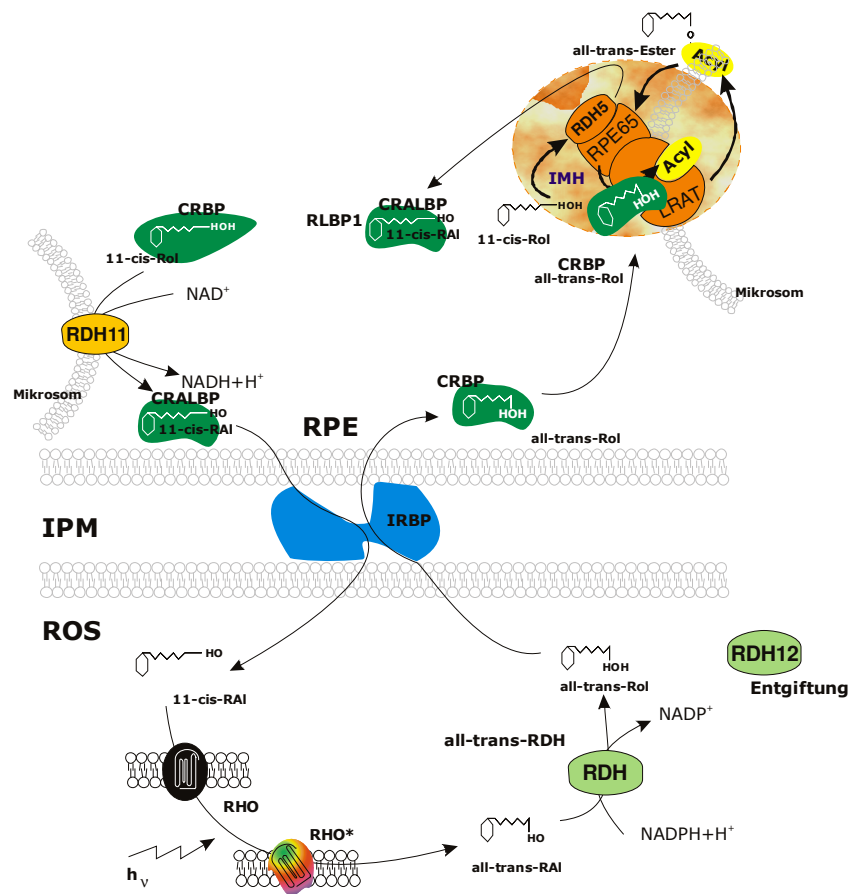 all-trans-Ester
o
Acyl
RDH5
RPE65
Acyl
IMH
HOH
LRAT
CRBP
HOH
11-cis-Rol
CRALBP
RLBP1
HO
11-cis-RAl
HOH
11-cis-Rol
CRBP
all-trans-Rol
Mikrosom
NAD+
RDH11
NADH+H+
Mikrosom
CRALBP
HO
11-cis-RAl
CRBP
HOH
all-trans-Rol
RPE
IPM
IRBP
ROS
HO
11-cis-RAl
HOH
all-trans-Rol
RDH12
Entgiftung
NADP+
all-trans-RDH
RDH
RHO
NADPH+H+
RHO*
HO
all-trans-RAl
hν